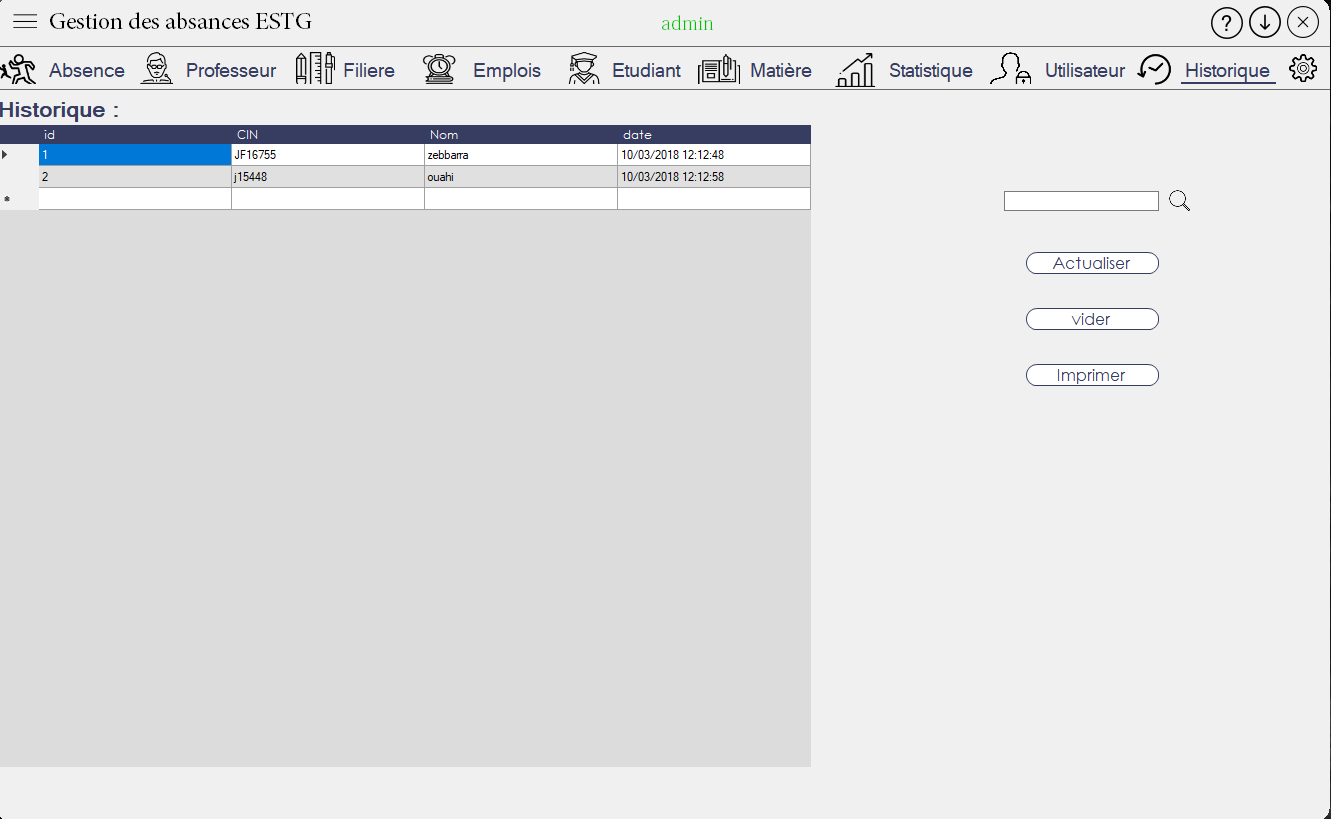 Gestion des absances ESTG
admin
?
Absence Professeur Filiere Emplois Etudiant Matière Statistique Utilisateur Historique
Historique :
id CIN Nom date
1 JF16755 zebbarra 10/03/2018 12:12:48
2 j15448 ouahi 10/03/2018 12:12:58
Actualiser
vider
Imprimer